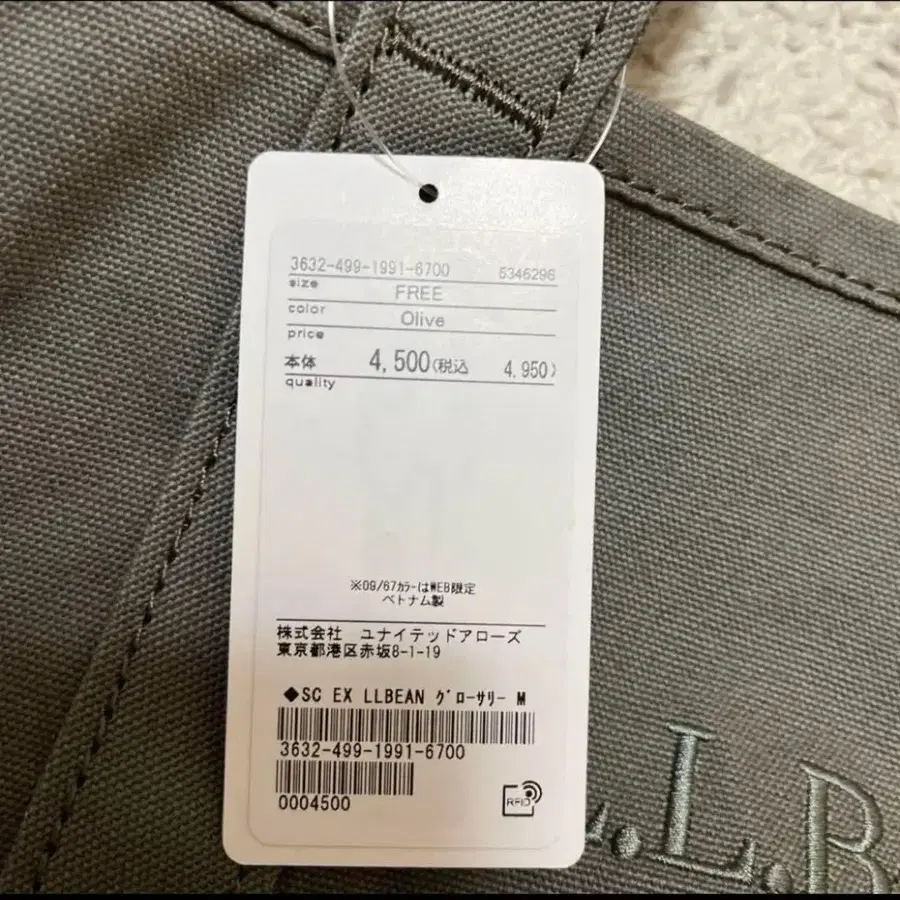 3632-499-1991-6700 5346296
size FREE
color Olive
price
本体 4,500(税込 4,950)
quality
※09/67カラーはWEB限定
ベトナム製
株式会社 ユナイテッドアローズ
東京都港区赤坂8-1-19
◆SC EX LLBEAN グローサリー M
3632-499-1991-6700
0004500
RFID
L.L.B